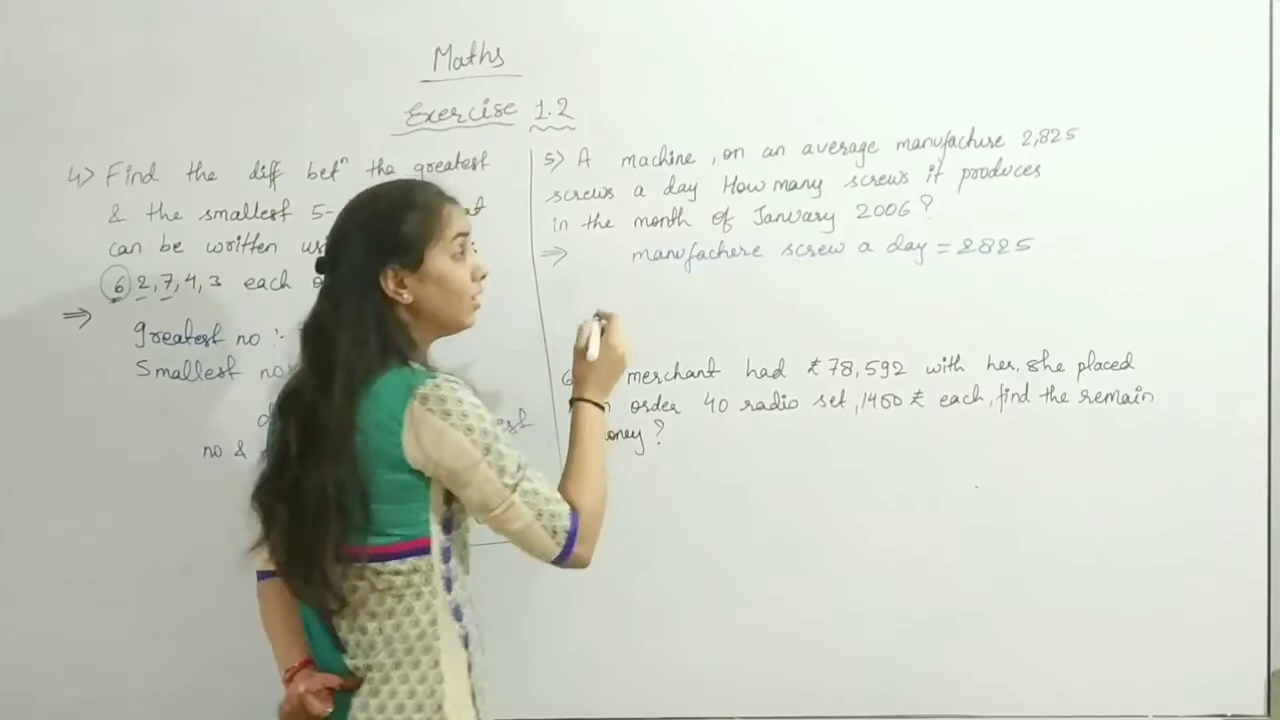 Maths
Exercise 1.2
4> Find the diff betⁿ the greatest
& the smallest 5-
can be written
6 2, 7, 4, 3 each
⇒
greatest no :-
Smallest no
no &
5> A machine, on an average manufacture 2,825
screws a day How many screws it produces
in the month of January 2006?
⇒ manufacture screw a day = 2825
merchant had ₹78,592 with her, she placed
order 40 radio set, 1400 ₹ each, find the remain
?